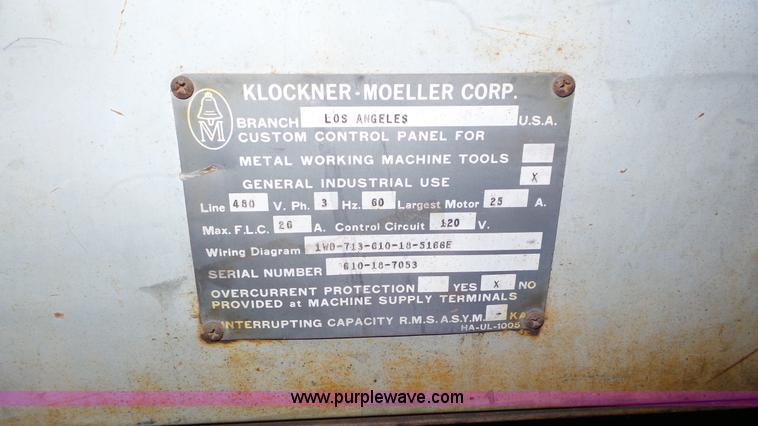 KLOCKNER-MOELLER CORP.
M
BRANCH LOS ANGELES U.S.A.
CUSTOM CONTROL PANEL FOR
METAL WORKING MACHINE TOOLS
GENERAL INDUSTRIAL USE X
Line 480 V. Ph. 3 Hz. 60 Largest Motor 25 A.
Max. F.L.C. 26 A. Control Circuit 120 V.
Wiring Diagram 1WD-713-610-18-5166E
SERIAL NUMBER 610-18-7053
OVERCURRENT PROTECTION YES X NO
PROVIDED at MACHINE SUPPLY TERMINALS
INTERRUPTING CAPACITY R.M.S.A.S.Y.M. - KA
HA-UL-1005
www.purplewave.com